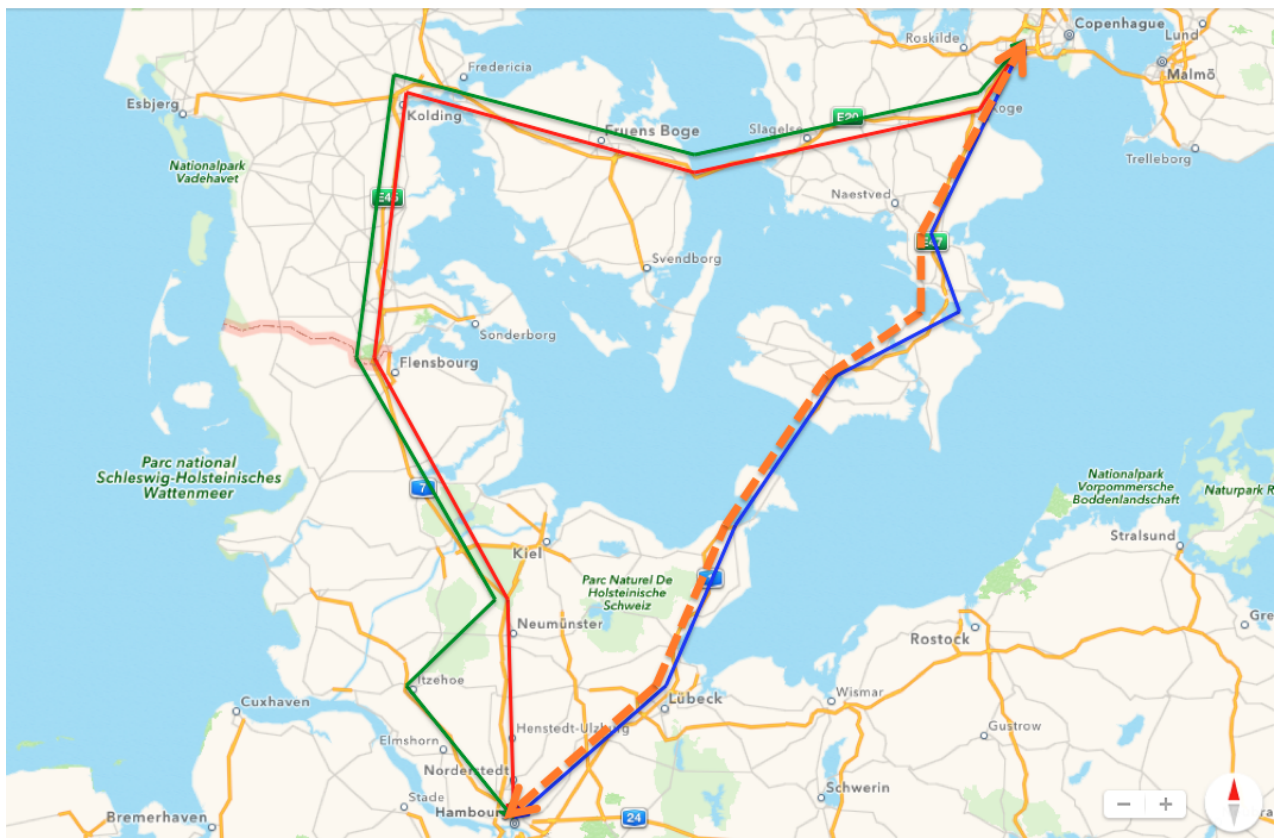 Copenhague
Roskilde
Lund
Malmö
Fredericia
Esbjerg
Kolding
Fruens Boge
Slagelse
E20
Trelleborg
Nationalpark
Vadehavet
E45
Naestved
E47
Svendborg
Sonderborg
Flensbourg
Parc national
Schleswig-Holsteinisches
Wattenmeer
7
Nationalpark
Vorpommersche
Boddenlandschaft
Naturpark R
Stralsund
Kiel
Parc Naturel De
Holsteinische
Schweiz
Neumünster
Rostock
Gre
Itzehoe
Cuxhaven
Lübeck
Wismar
Henstedt-Ulzburg
Gustrow
Elmshorn
Norderstedt
Stade
Schwerin
Hambou
24
Bremerhaven